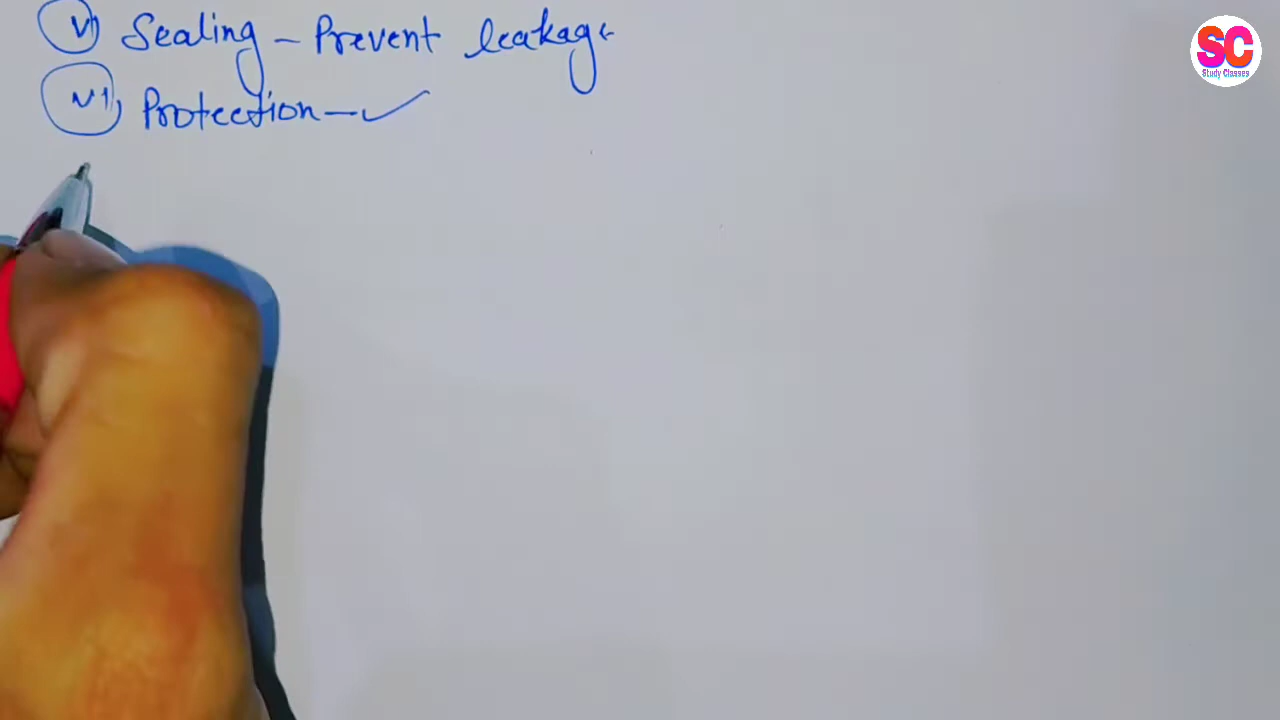 (v) Sealing – Prevent leakage
(vi) Protection – ✓
SC
Study Classes